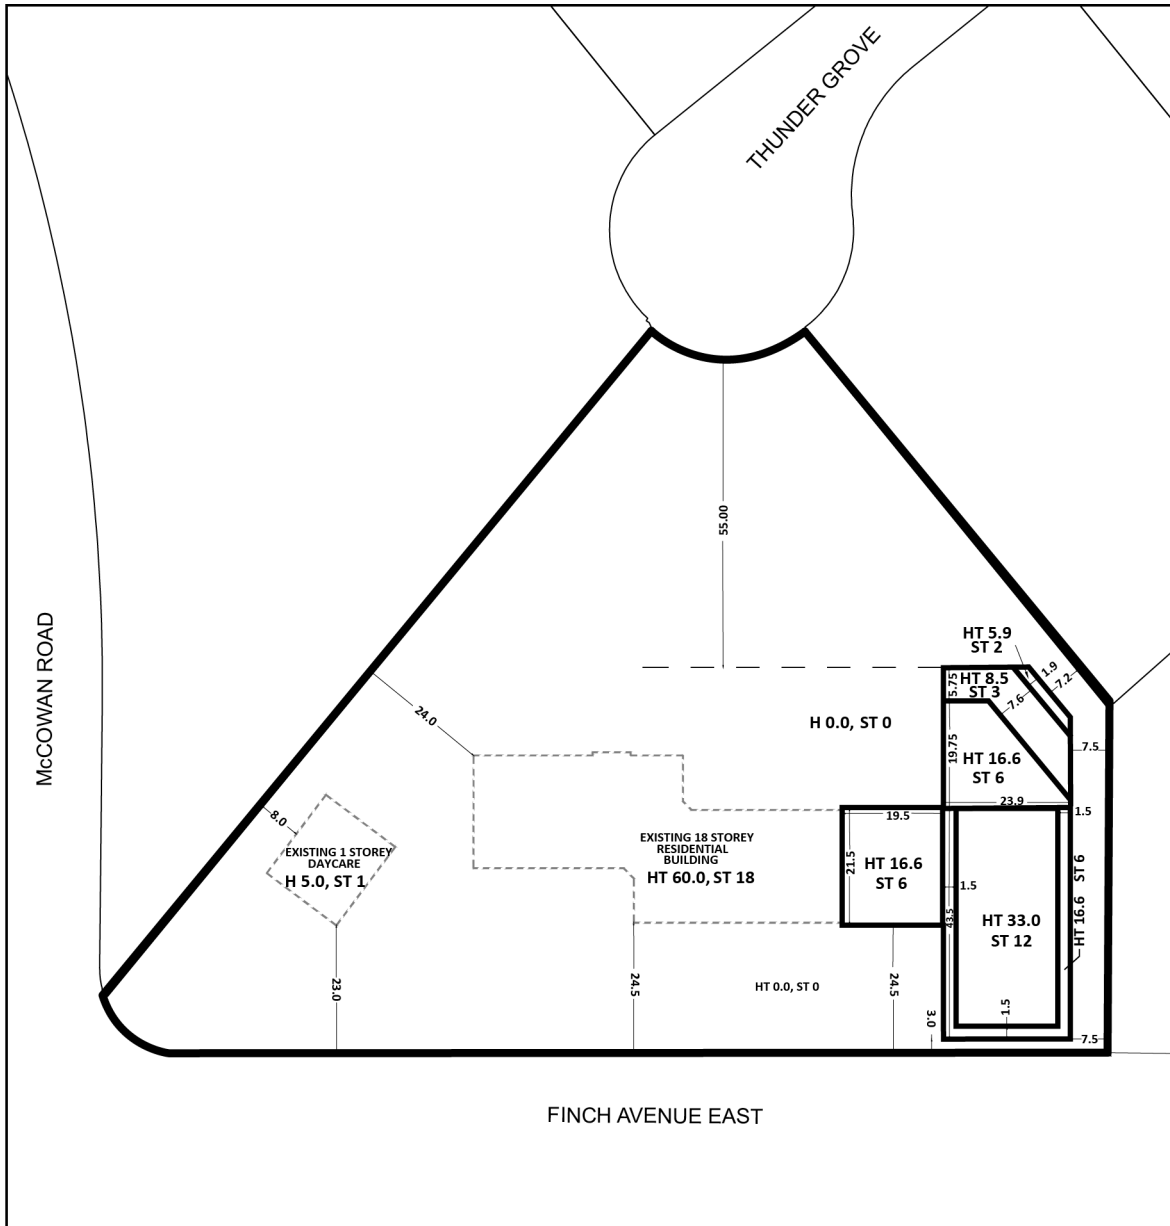 THUNDER GROVE
55.00
McCOWAN ROAD
HT 5.9
ST 2
1.9
7.2
5.75
HT 8.5
ST 3
7.6
24.0
H 0.0, ST 0
19.75
7.5
HT 16.6
ST 6
23.9
8.0
19.5
1.5
EXISTING 1 STOREY
DAYCARE
H 5.0, ST 1
EXISTING 18 STOREY
RESIDENTIAL
BUILDING
HT 60.0, ST 18
21.5
HT 16.6
ST 6
1.5
43.5
HT 33.0
ST 12
HT 16.6 ST 6
23.0
24.5
HT 0.0, ST 0
24.5
3.0
1.5
7.5
FINCH AVENUE EAST